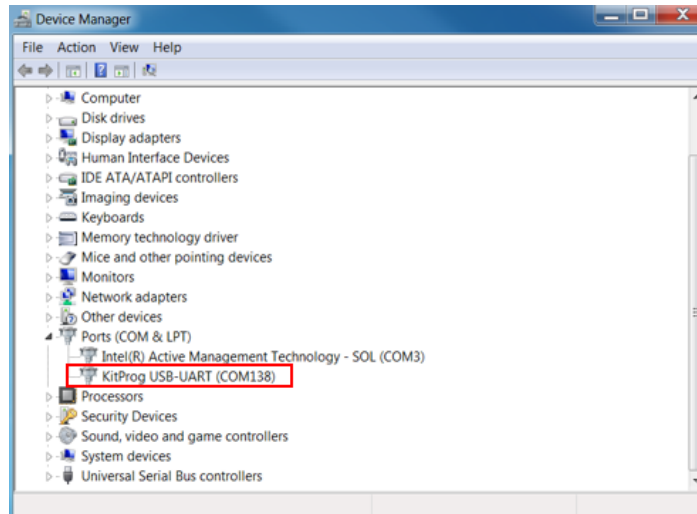 Device Manager
File Action View Help
Computer
Disk drives
Display adapters
Human Interface Devices
IDE ATA/ATAPI controllers
Imaging devices
Keyboards
Memory technology driver
Mice and other pointing devices
Monitors
Network adapters
Other devices
Ports (COM & LPT)
Intel(R) Active Management Technology - SOL (COM3)
KitProg USB-UART (COM138)
Processors
Security Devices
Sound, video and game controllers
System devices
Universal Serial Bus controllers